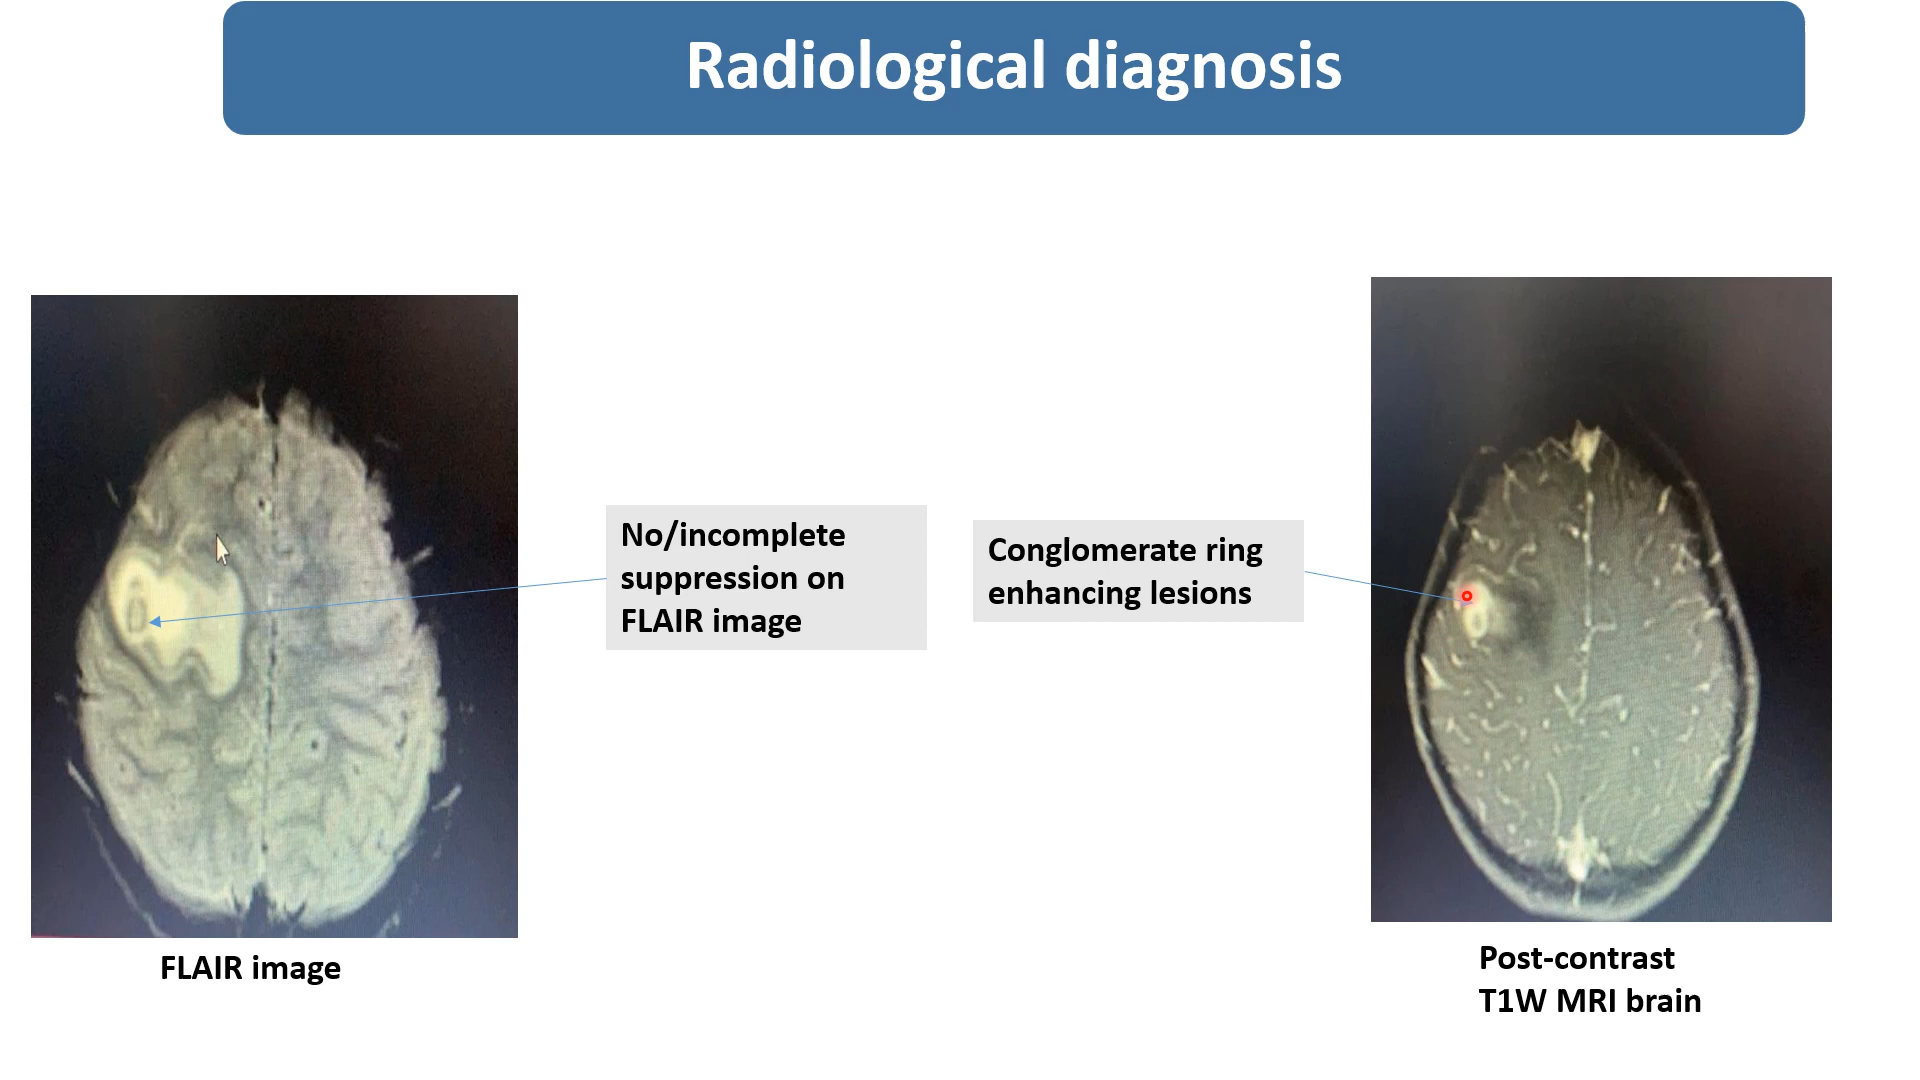 Radiological diagnosis
No/incomplete
suppression on
FLAIR image
Conglomerate ring
enhancing lesions
FLAIR image
Post-contrast
T1W MRI brain